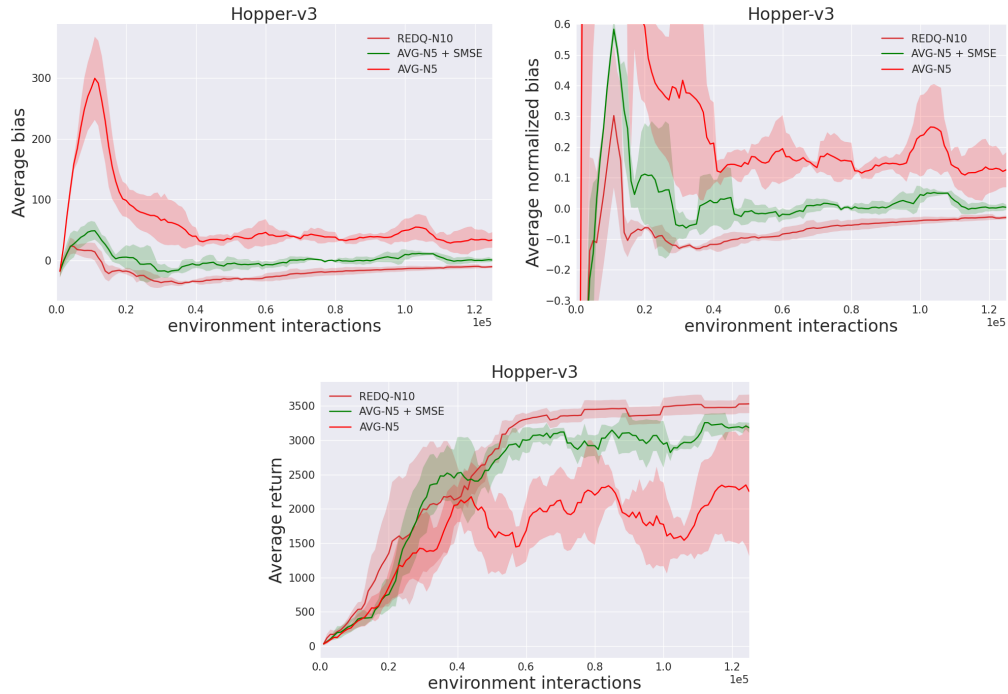 Hopper-v3
REDQ-N10
AVG-N5 + SMSE
AVG-N5
Average bias
300
200
100
0
0.0 0.2 0.4 0.6 0.8 1.0 1.2
1e5
environment interactions
Hopper-v3
REDQ-N10
AVG-N5 + SMSE
AVG-N5
Average normalized bias
0.6
0.5
0.4
0.3
0.2
0.1
0.0
−0.1
−0.2
−0.3
0.0 0.2 0.4 0.6 0.8 1.0 1.2
1e5
environment interactions
Hopper-v3
REDQ-N10
AVG-N5 + SMSE
AVG-N5
Average return
3500
3000
2500
2000
1500
1000
500
0
0.0 0.2 0.4 0.6 0.8 1.0 1.2
1e5
environment interactions